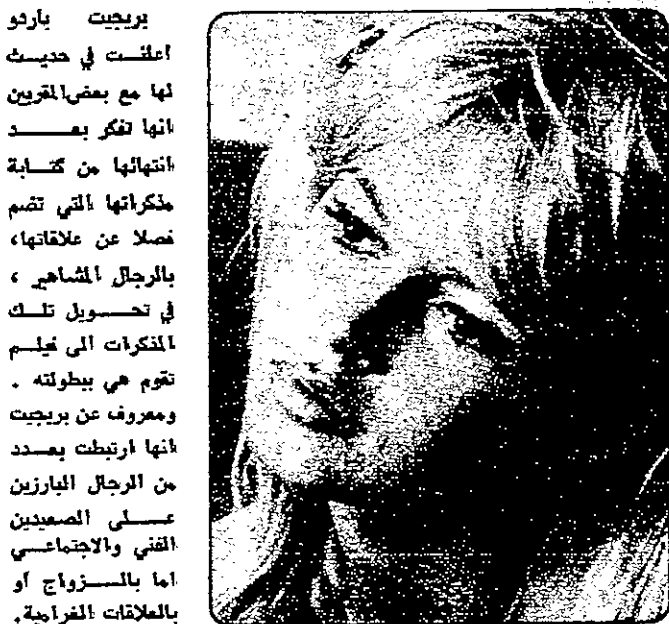 بريجيت باردو
اعلنت في حديث
لها مع بعض المقربين
انها تفكر بعد
انتهائها من كتابة
مذكراتها التي تضم
فصلا عن علاقاتها،
بالرجال المشاهير ،
في تحويل تلك
المذكرات الى فيلم
تقوم هي ببطولته .
ومعروف عن بريجيت
انها ارتبطت بعدد
من الرجال البارزين
على الصعيدين
الفني والاجتماعي
اما بالزواج أو
بالعلاقات الغرامية.